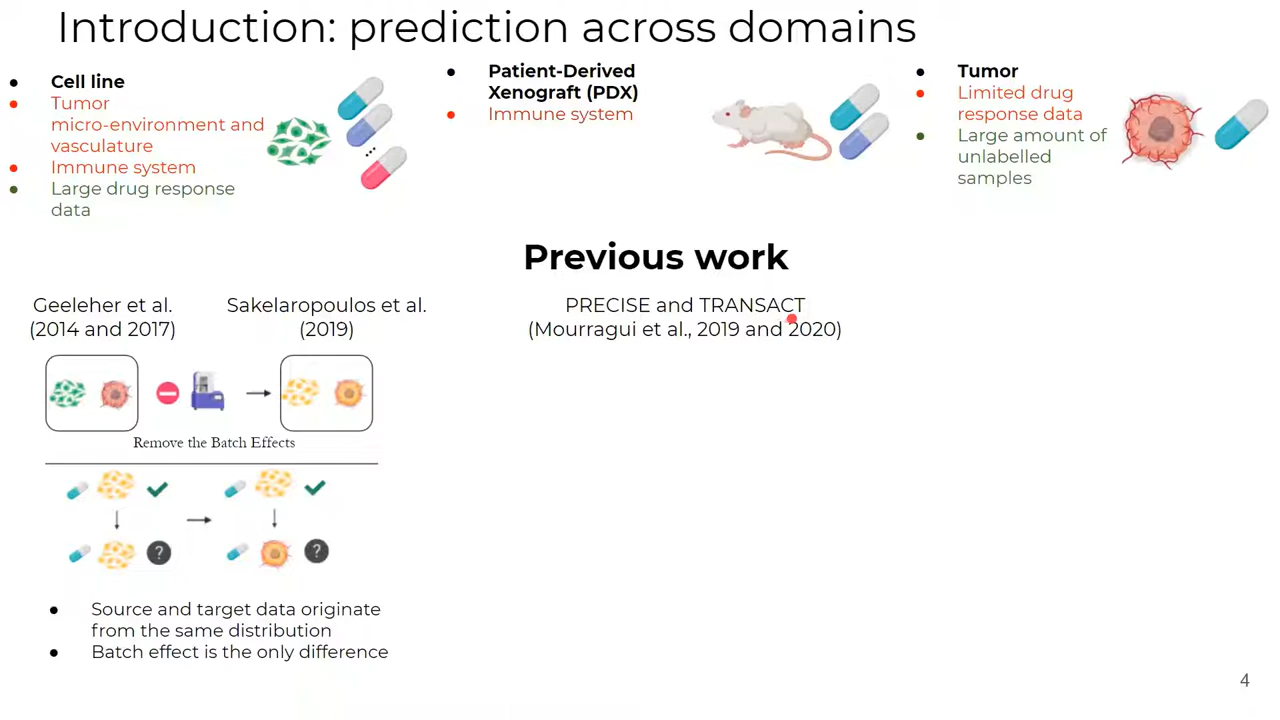 Introduction: prediction across domains
Cell line
Tumor
micro-environment and
vasculature
Immune system
Large drug response
data
Patient-Derived
Xenograft (PDX)
Immune system
Tumor
Limited drug
response data
Large amount of
unlabelled
samples
Previous work
Geeleher et al.
(2014 and 2017)
Sakelaropoulos et al.
(2019)
PRECISE and TRANSACT
(Mourragui et al., 2019 and 2020)
Remove the Batch Effects
?
?
Source and target data originate
from the same distribution
Batch effect is the only difference
4